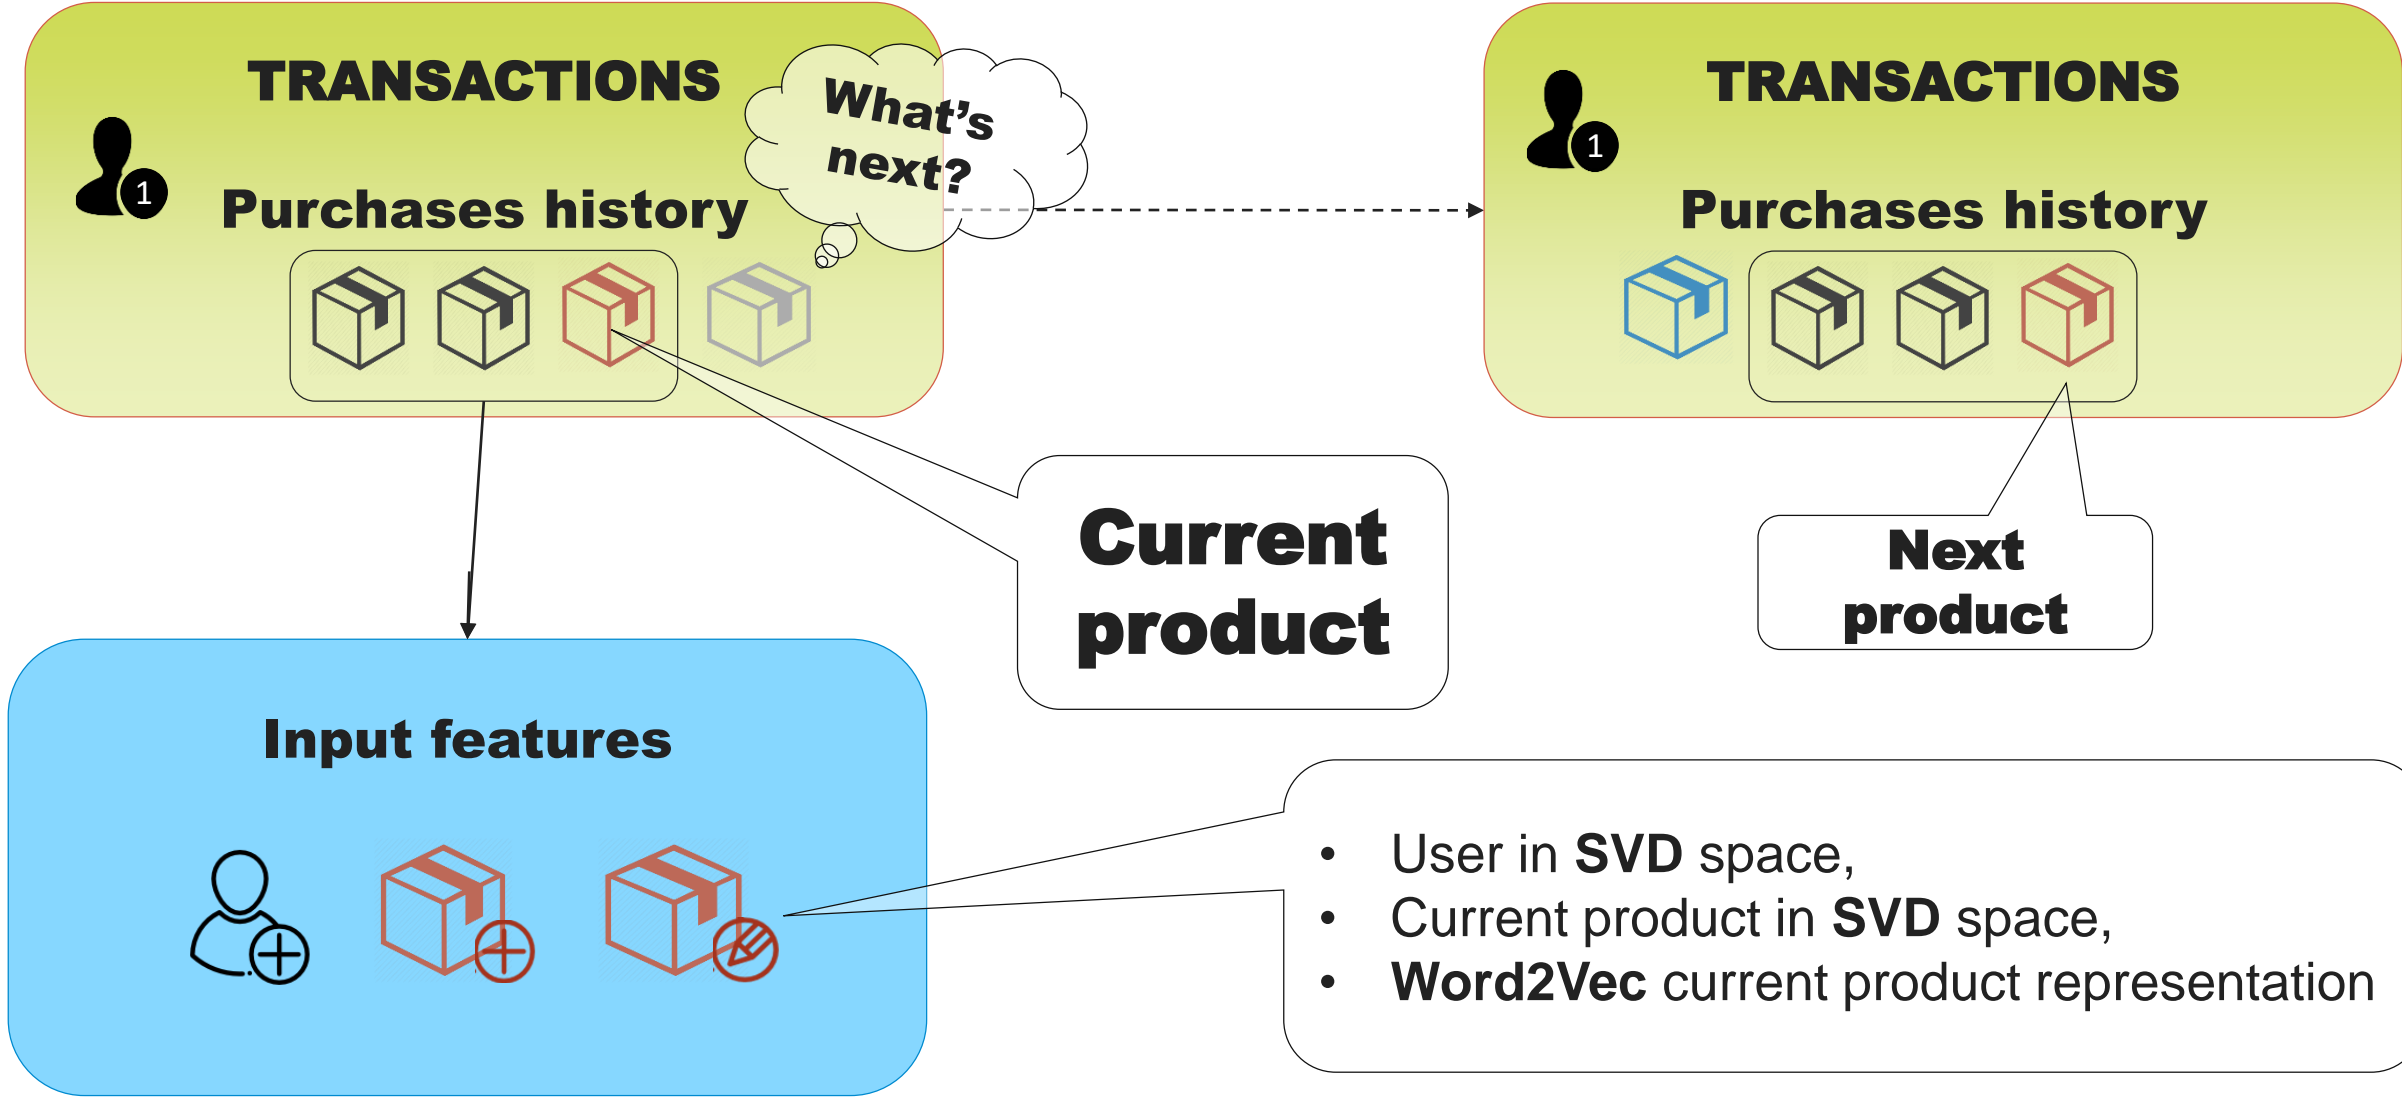 TRANSACTIONS
1
Purchases history
What's
next?
TRANSACTIONS
1
Purchases history
Current
product
Next
product
Input features
• User in SVD space,
• Current product in SVD space,
• Word2Vec current product representation